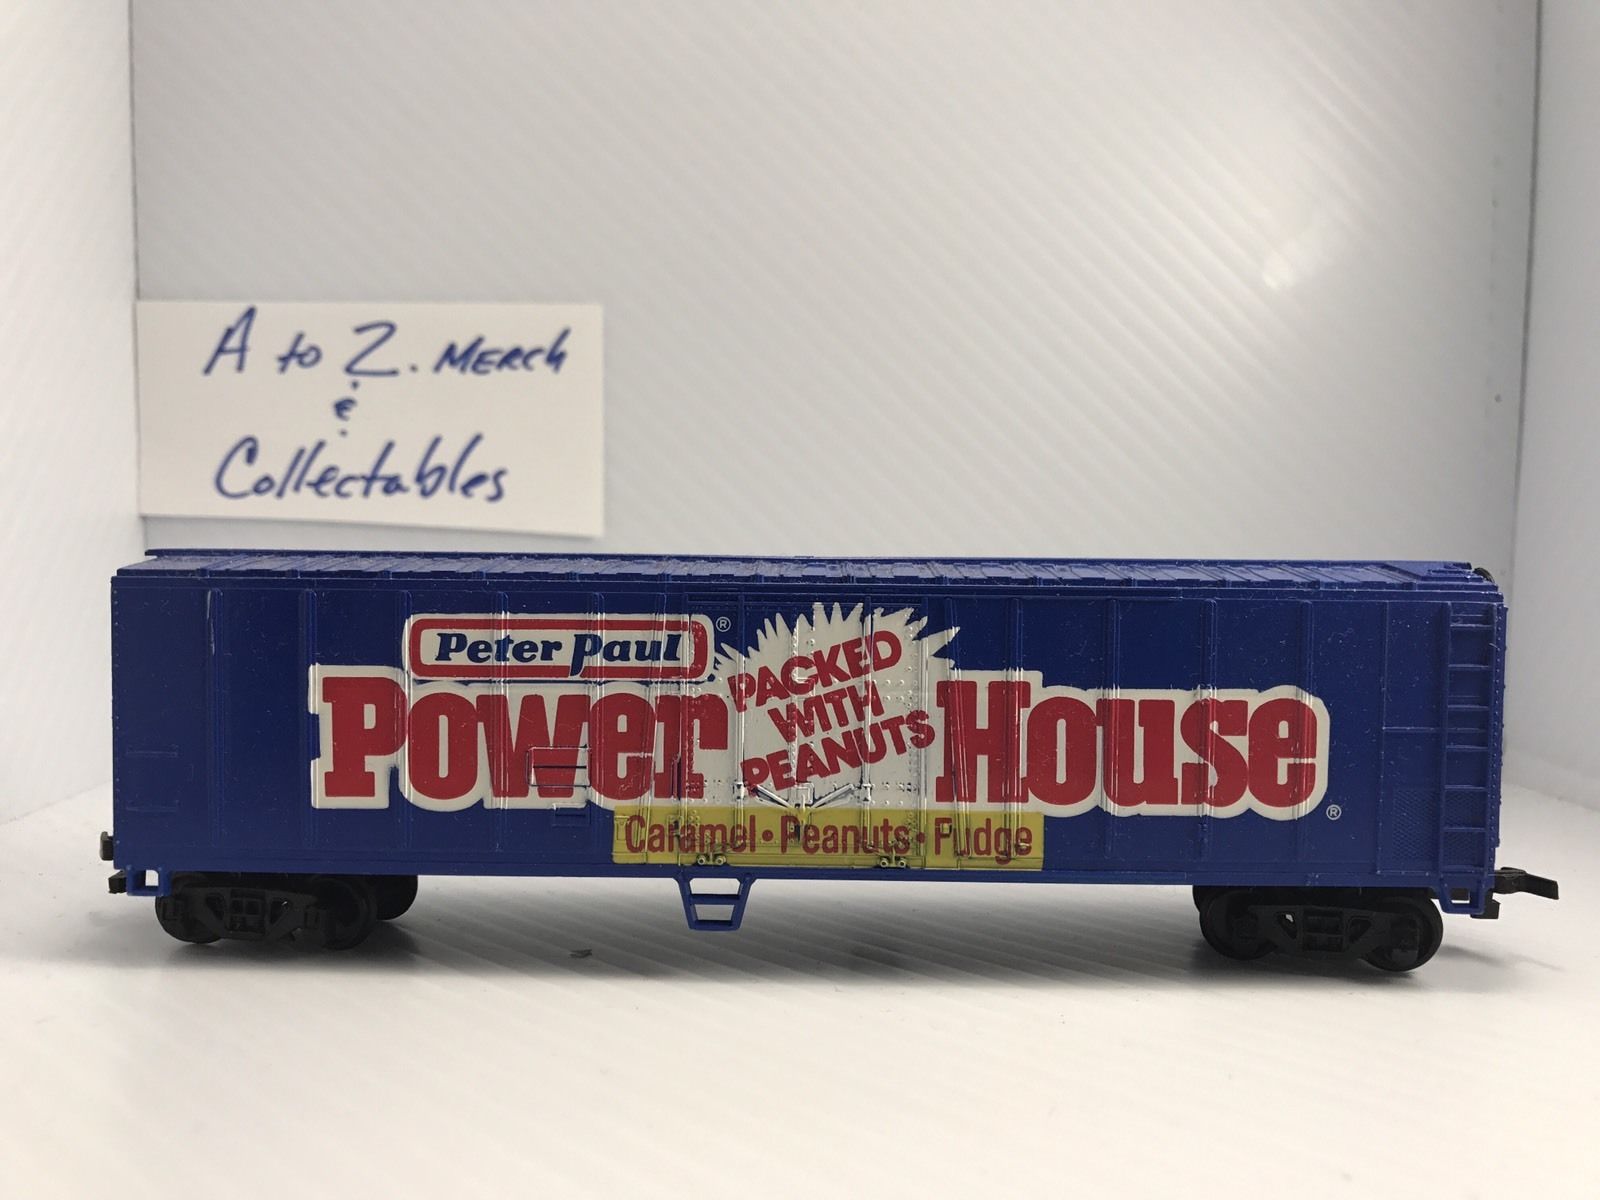 A to Z. Merch
&
Collectables
Peter Paul ®
Power House ®
PACKED
WITH
PEANUTS
Caramel • Peanuts • Fudge